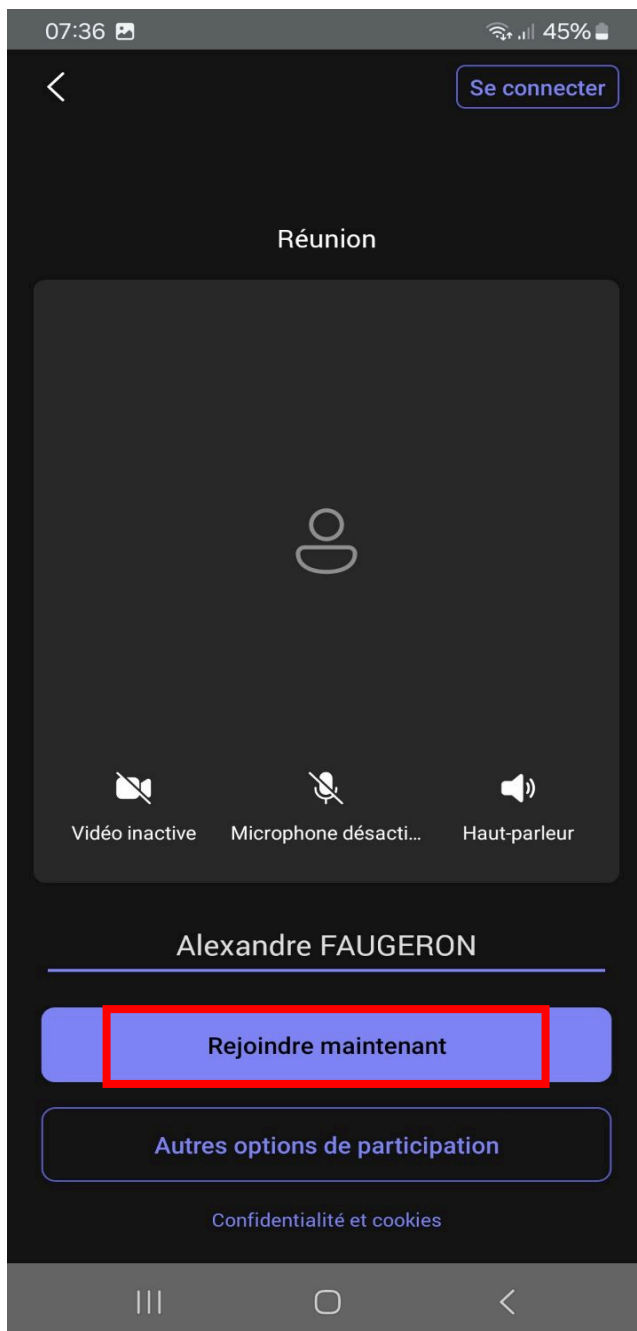 07:36 45%
Se connecter
Réunion
Vidéo inactive Microphone désacti... Haut-parleur
Alexandre FAUGERON
Rejoindre maintenant
Autres options de participation
Confidentialité et cookies